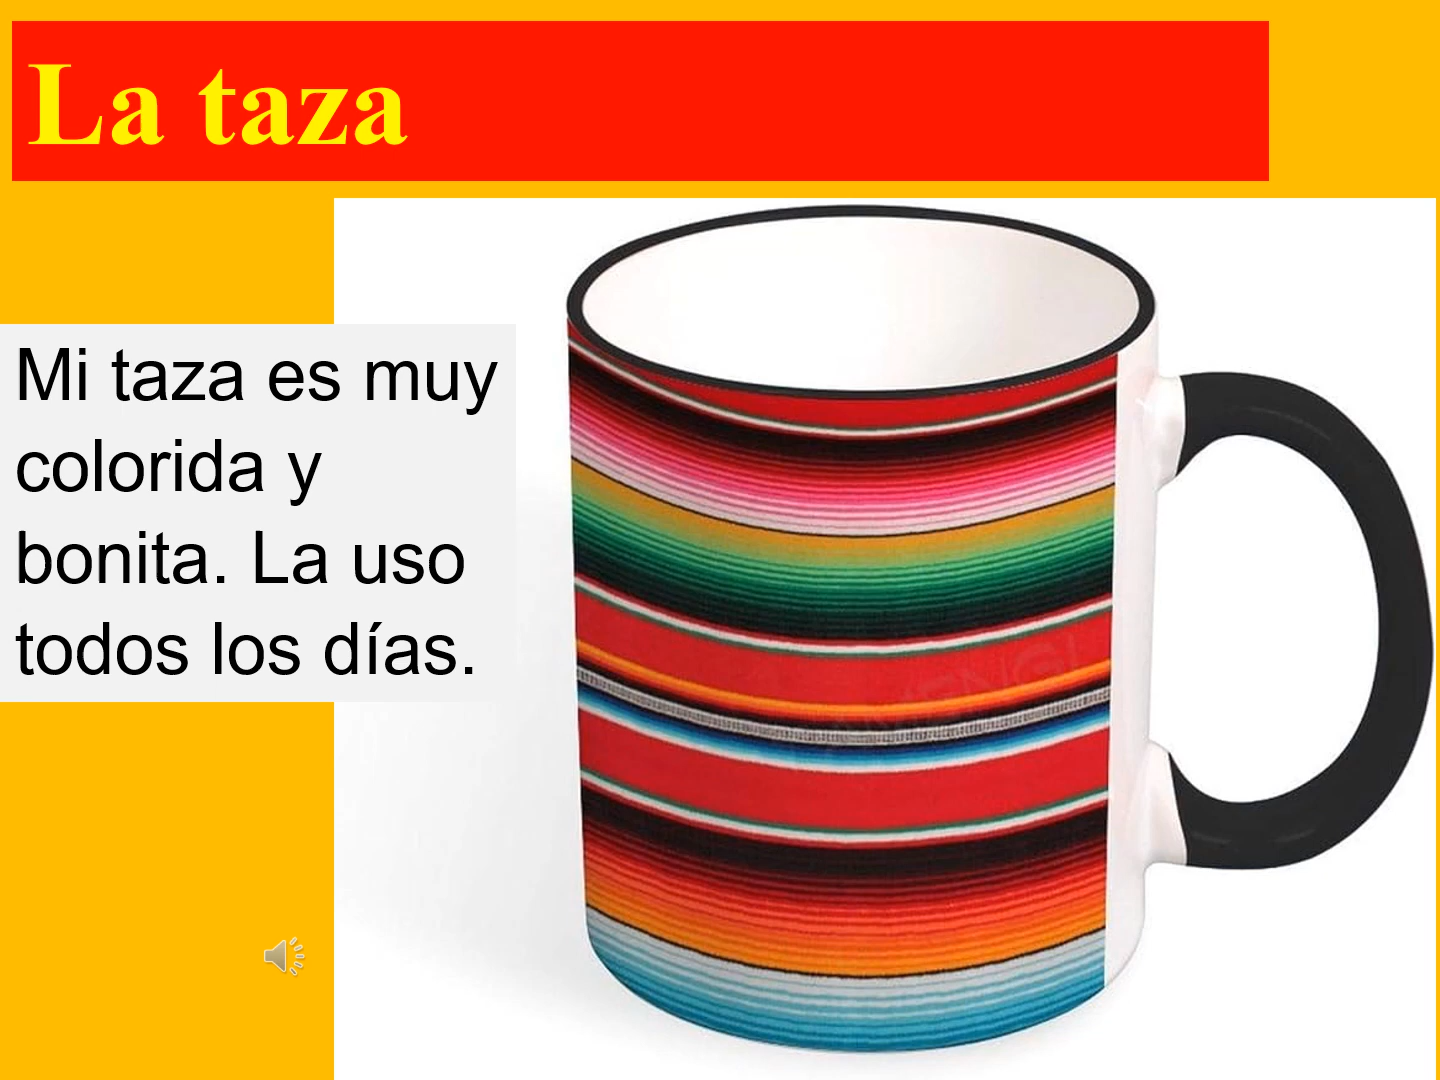 La taza
Mi taza es muy
colorida y
bonita. La uso
todos los días.